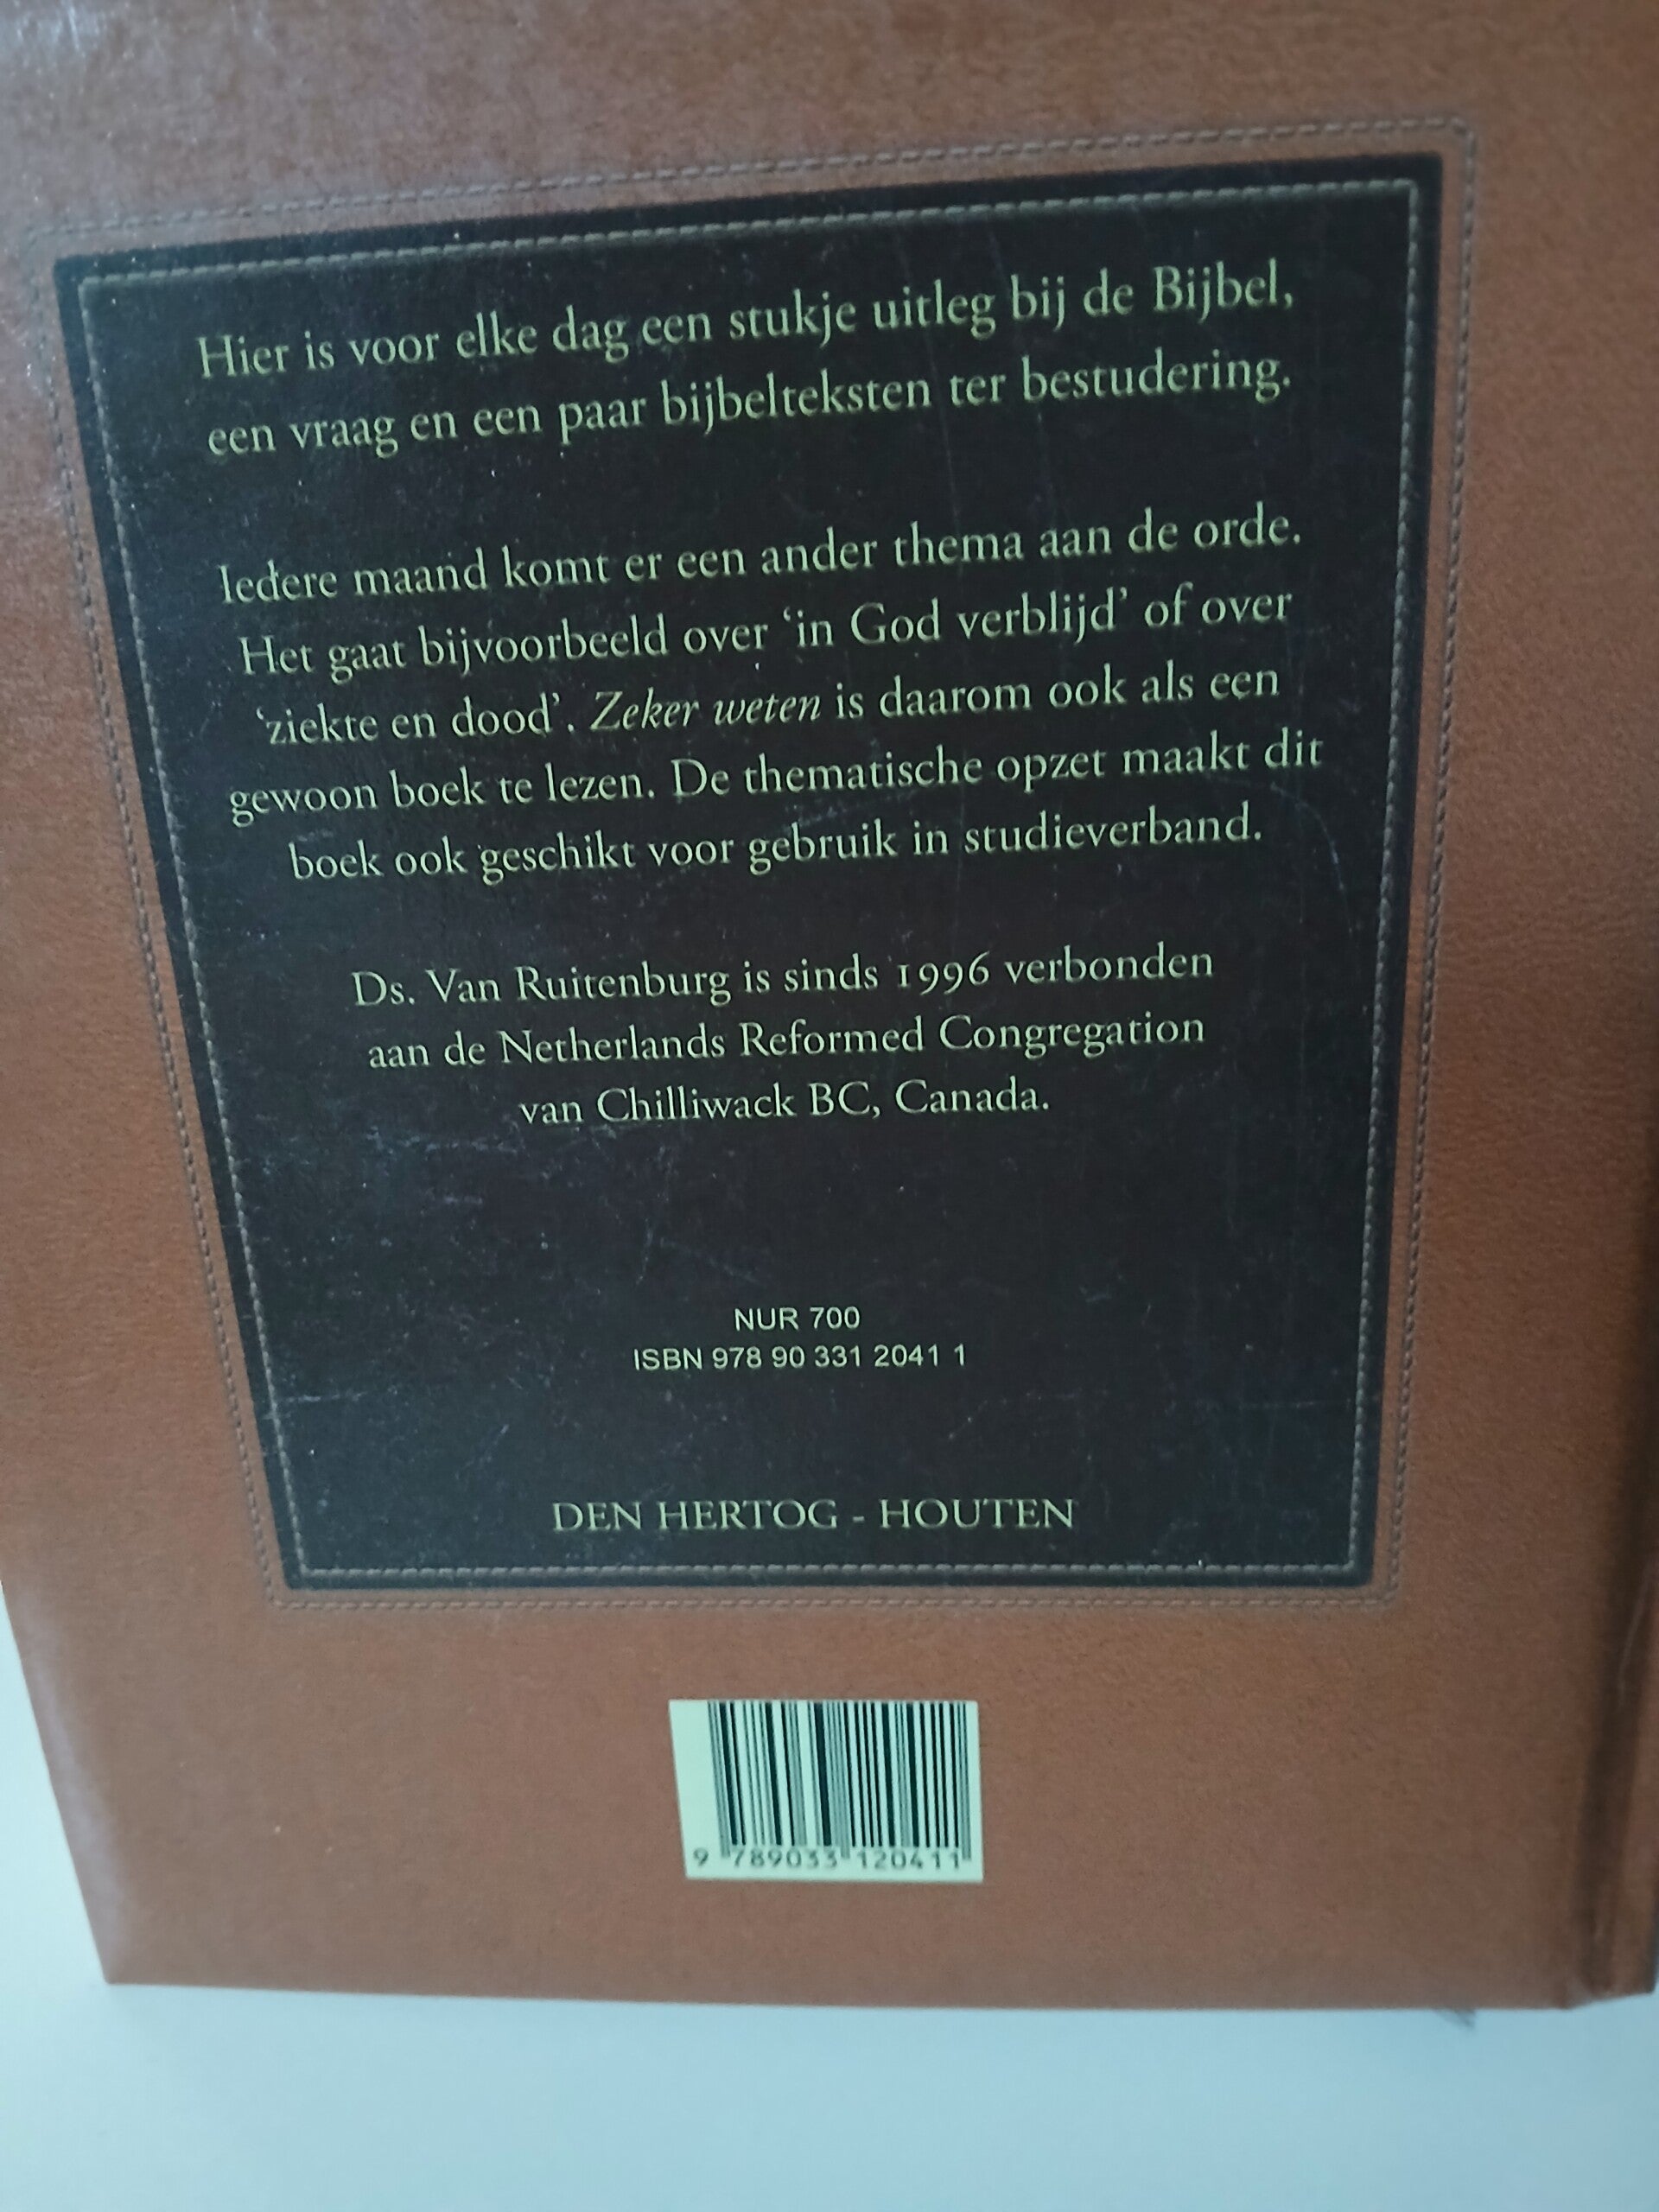 Hier is voor elke dag een stukje uitleg bij de Bijbel,
een vraag en een paar bijbelteksten ter bestudering.
Iedere maand komt er een ander thema aan de orde.
Het gaat bijvoorbeeld over ‘in God verblijd’ of over
‘ziekte en dood’. Zeker weten is daarom ook als een
gewoon boek te lezen. De thematische opzet maakt dit
boek ook geschikt voor gebruik in studieverband.
Ds. Van Ruitenburg is sinds 1996 verbonden
aan de Netherlands Reformed Congregation
van Chilliwack BC, Canada.
NUR 700
ISBN 978 90 331 2041 1
DEN HERTOG - HOUTEN
9 789033 120411